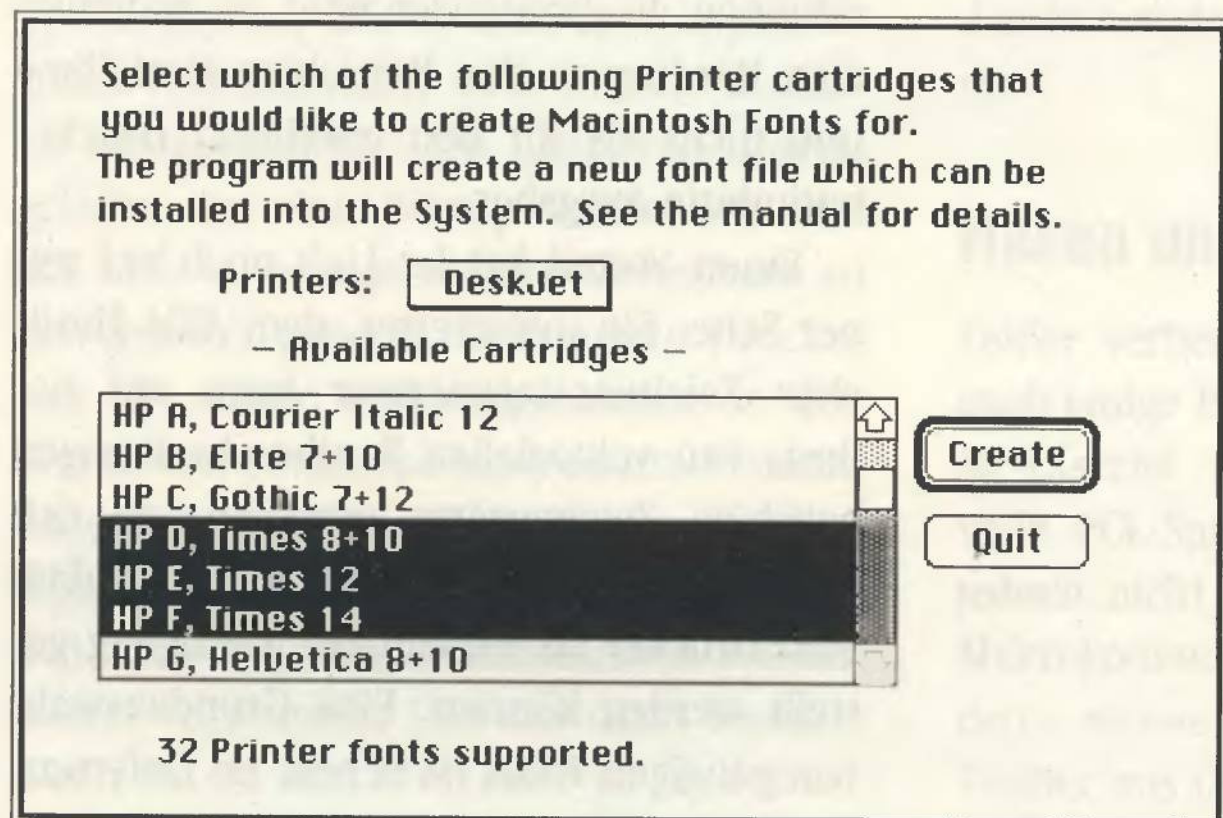 Select which of the following Printer cartridges that
you would like to create Macintosh Fonts for.
The program will create a new font file which can be
installed into the System. See the manual for details.
Printers: DeskJet
– Available Cartridges –
HP A, Courier Italic 12
HP B, Elite 7+10
HP C, Gothic 7+12
HP D, Times 8+10
HP E, Times 12
HP F, Times 14
HP G, Helvetica 8+10
Create
Quit
32 Printer fonts supported.